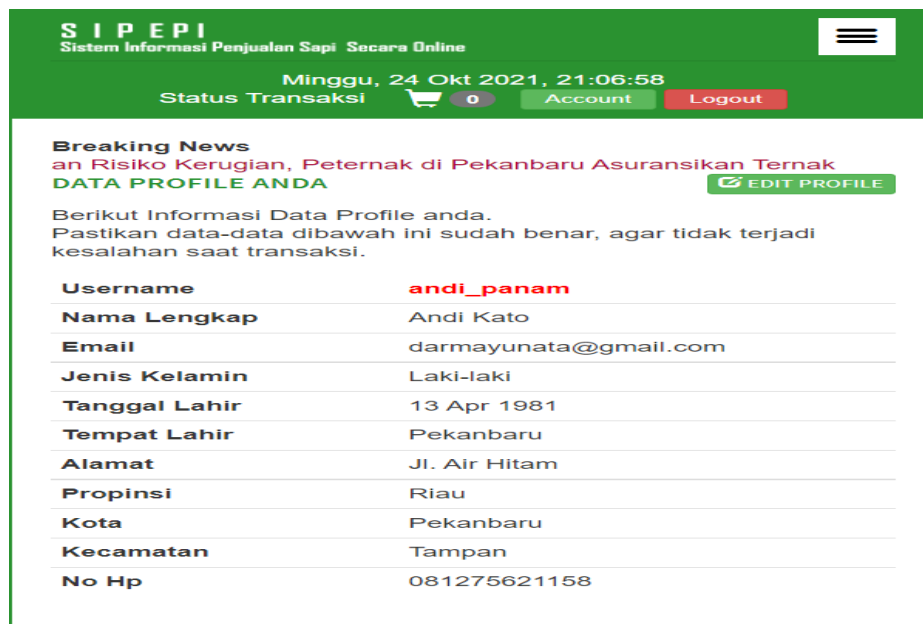 S I P E P I
Sistem Informasi Penjualan Sapi Secara Online
Minggu, 24 Okt 2021, 21:06:58
Status Transaksi 0 Account Logout
Breaking News
an Risiko Kerugian, Peternak di Pekanbaru Asuransikan Ternak
DATA PROFILE ANDA EDIT PROFILE
Berikut Informasi Data Profile anda.
Pastikan data-data dibawah ini sudah benar, agar tidak terjadi
kesalahan saat transaksi.
Username andi_panam
Nama Lengkap Andi Kato
Email darmayunata@gmail.com
Jenis Kelamin Laki-laki
Tanggal Lahir 13 Apr 1981
Tempat Lahir Pekanbaru
Alamat Jl. Air Hitam
Propinsi Riau
Kota Pekanbaru
Kecamatan Tampan
No Hp 081275621158